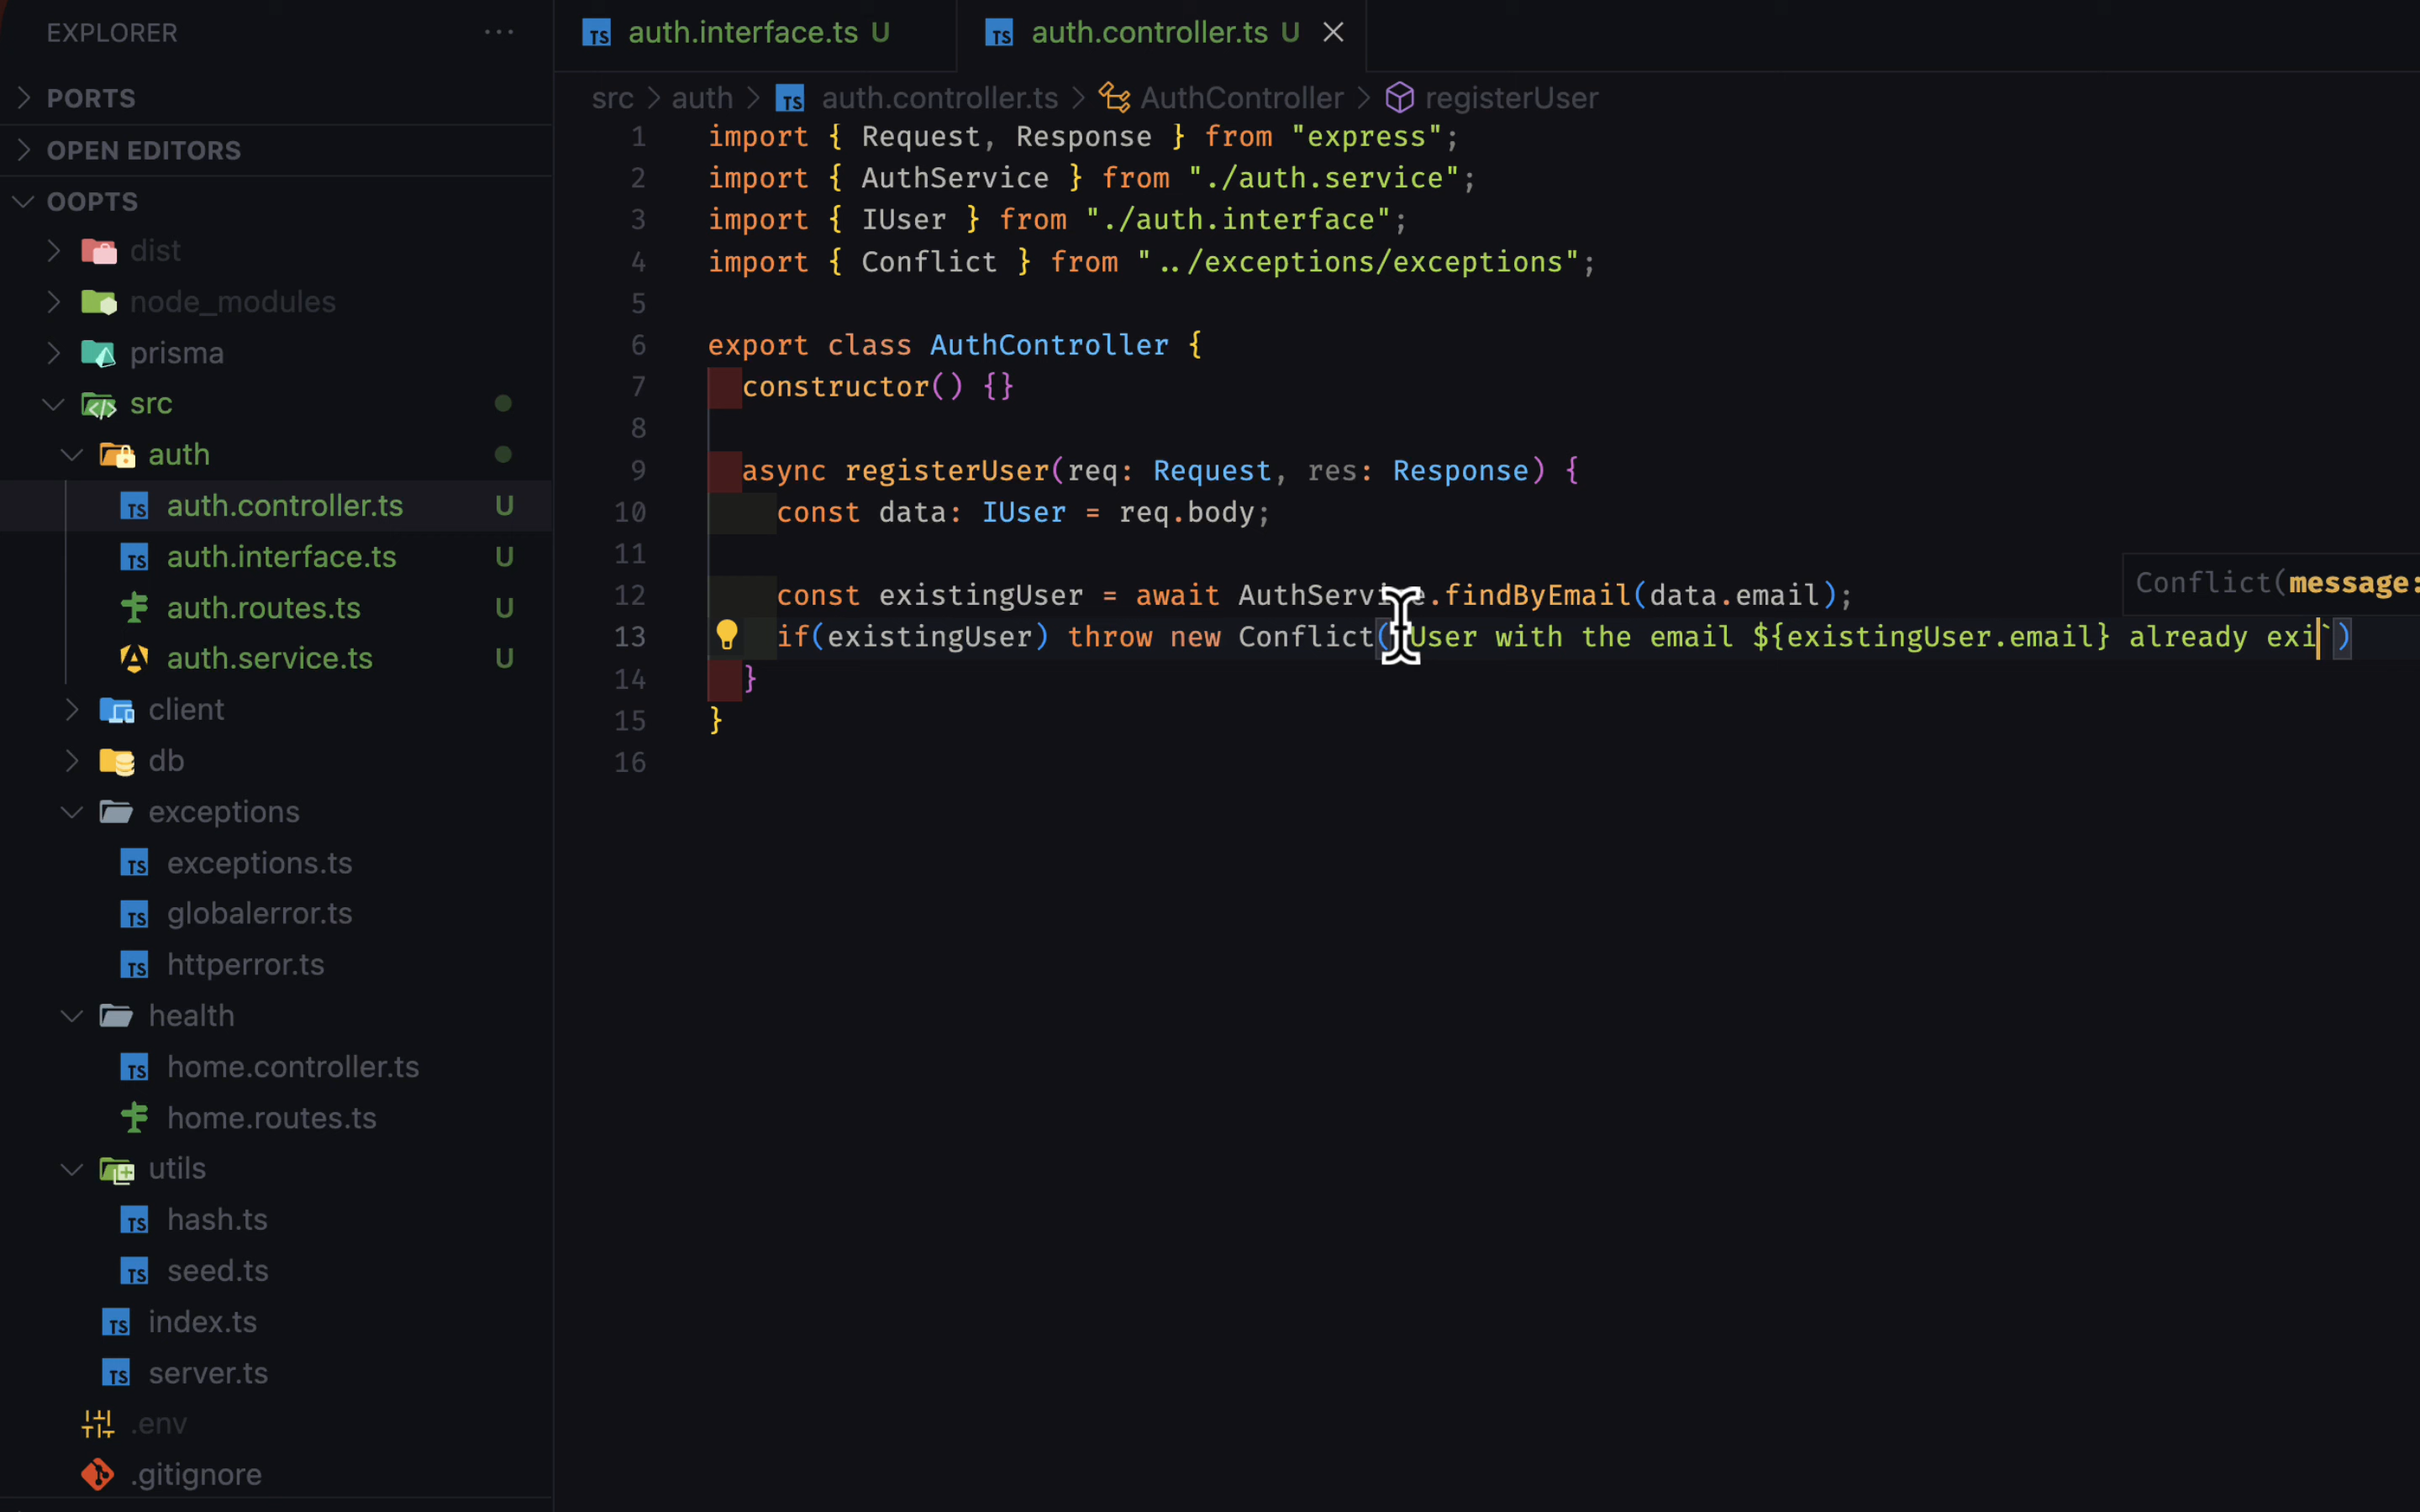 EXPLORER
PORTS
OPEN EDITORS
OOPTS
dist
node_modules
prisma
src
auth
auth.controller.ts U
auth.interface.ts U
auth.routes.ts U
auth.service.ts U
client
db
exceptions
exceptions.ts
globalerror.ts
httperror.ts
health
home.controller.ts
home.routes.ts
utils
hash.ts
seed.ts
index.ts
server.ts
.env
.gitignore
auth.interface.ts U
auth.controller.ts U
src > auth > auth.controller.ts > AuthController > registerUser
1 import { Request, Response } from "express";
2 import { AuthService } from "./auth.service";
3 import { IUser } from "./auth.interface";
4 import { Conflict } from "../exceptions/exceptions";
5
6 export class AuthController {
7 constructor() {}
8
9 async registerUser(req: Request, res: Response) {
10 const data: IUser = req.body;
11
Conflict(message:
12 const existingUser = await AuthService.findByEmail(data.email);
13 if(existingUser) throw new Conflict(`User with the email ${existingUser.email} already exi`)
14 }
15 }
16